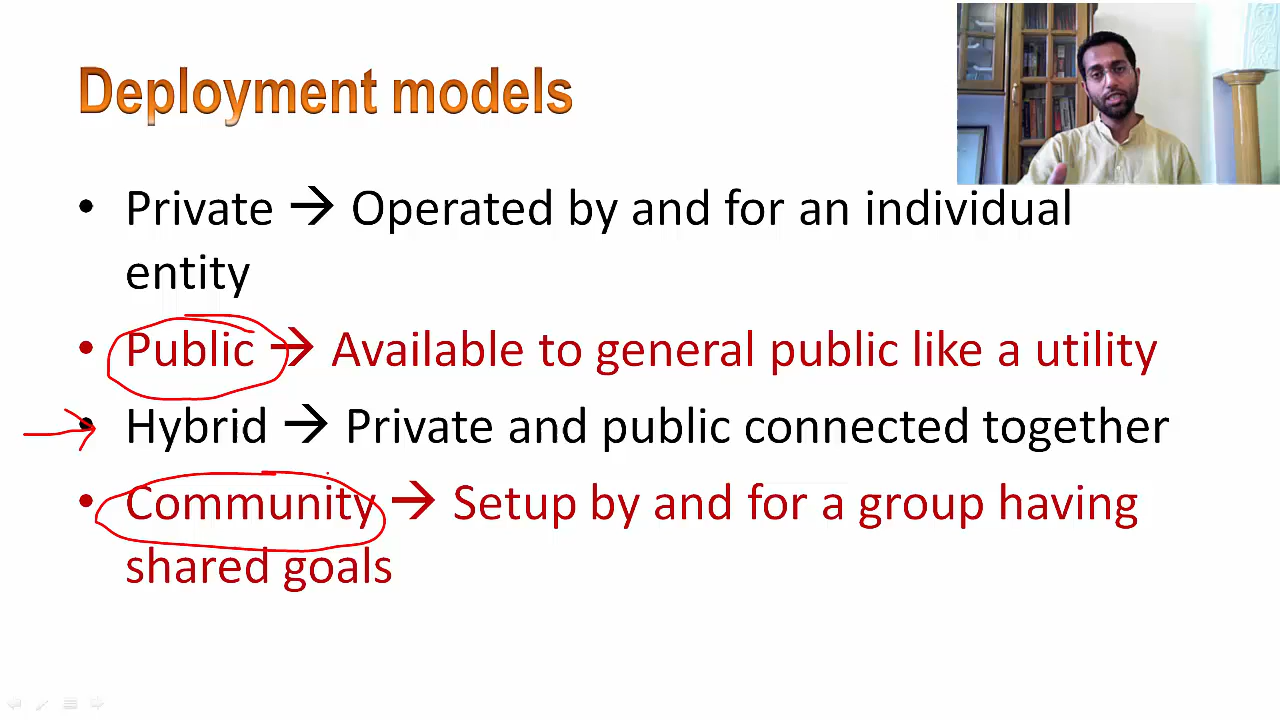 Deployment models
• Private → Operated by and for an individual
entity
• Public → Available to general public like a utility
• Hybrid → Private and public connected together
• Community → Setup by and for a group having
shared goals